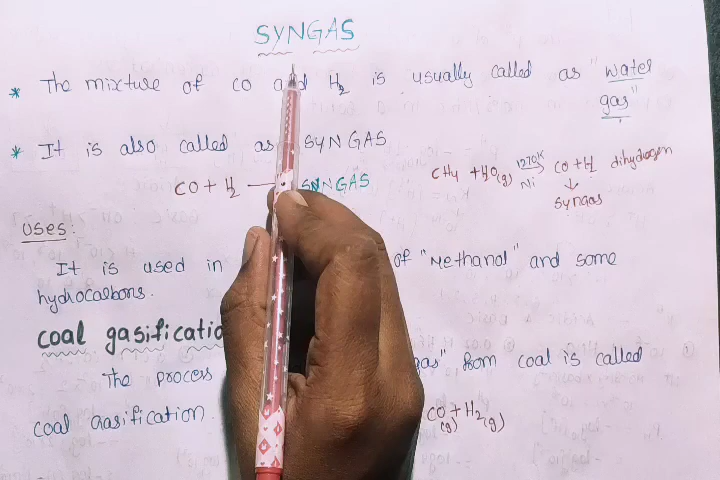 SYNGAS
* The mixture of CO and H2 is usually called as "water
gas"
* It is also called as SYNGAS
CO + H2 → SYNGAS
CH4 + H2O(g) 1270K Ni → CO + H2 dihydrogen
↓
Syngas
Uses:
It is used in of "Methanol" and some
hydrocarbons.
Coal gasificatio
The process gas" from coal is called
coal gasification.
CO(g) + H2(g)